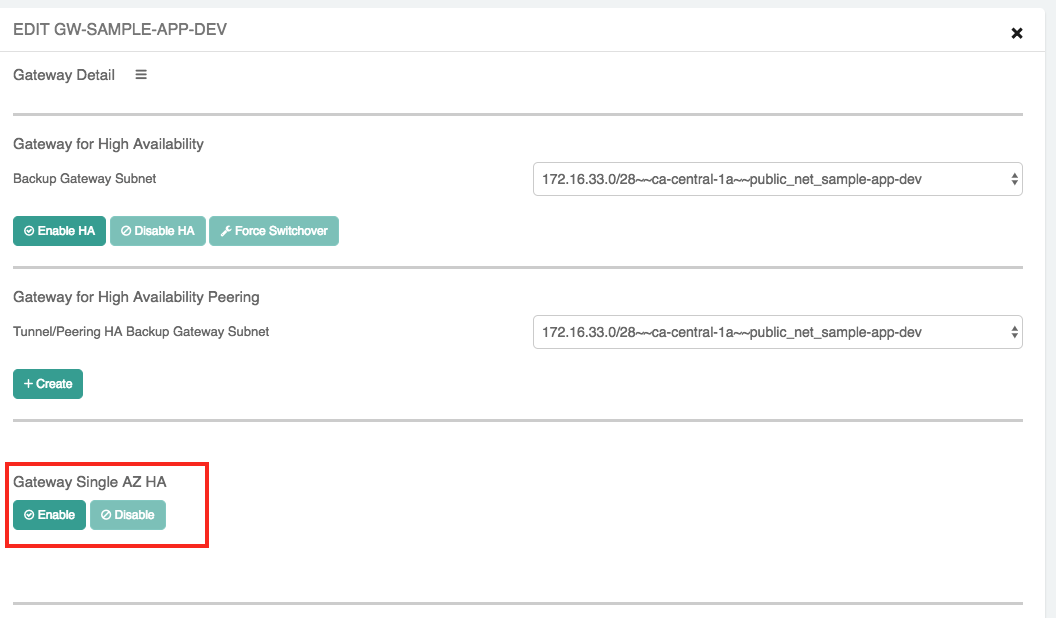 EDIT GW-SAMPLE-APP-DEV
Gateway Detail
Gateway for High Availability
Backup Gateway Subnet
172.16.33.0/28~~ca-central-1a~~public_net_sample-app-dev
Enable HA
Disable HA
Force Switchover
Gateway for High Availability Peering
Tunnel/Peering HA Backup Gateway Subnet
172.16.33.0/28~~ca-central-1a~~public_net_sample-app-dev
+ Create
Gateway Single AZ HA
Enable
Disable